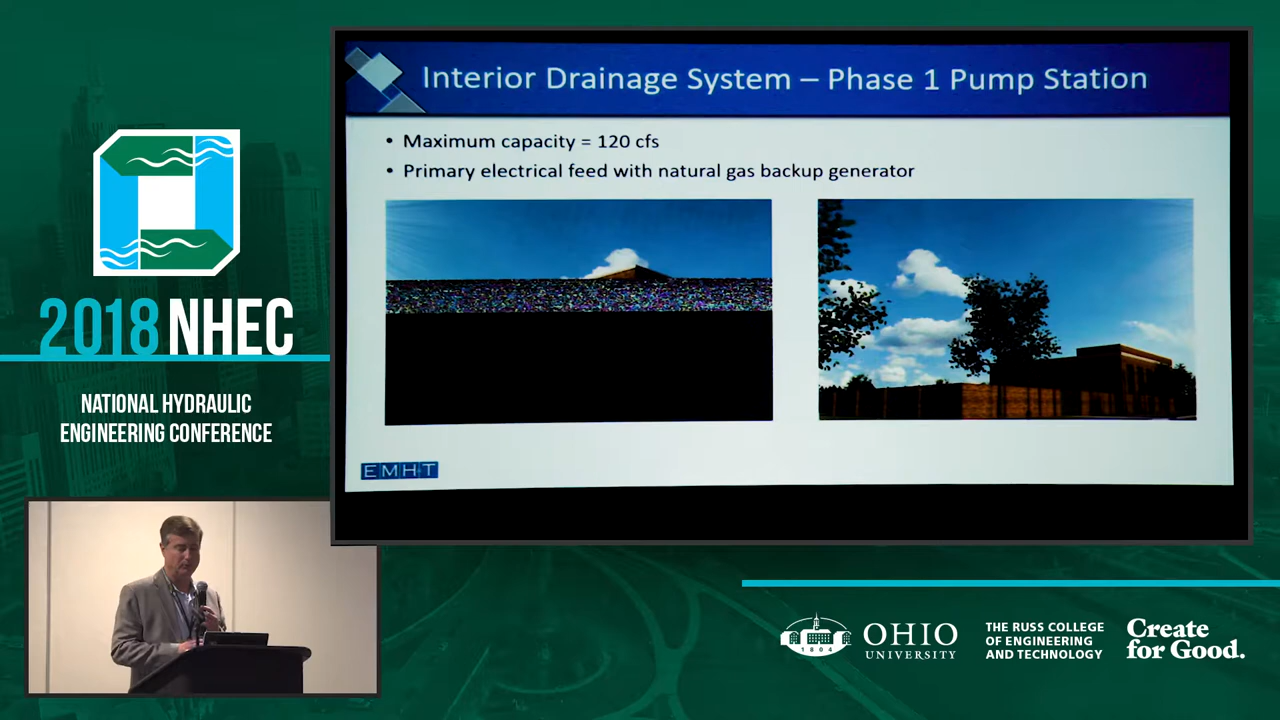 Interior Drainage System – Phase 1 Pump Station
• Maximum capacity = 120 cfs
• Primary electrical feed with natural gas backup generator
EMHT
2018 NHEC
NATIONAL HYDRAULIC
ENGINEERING CONFERENCE
1804
OHIO
UNIVERSITY
THE RUSS COLLEGE
OF ENGINEERING
AND TECHNOLOGY
Create
for Good.